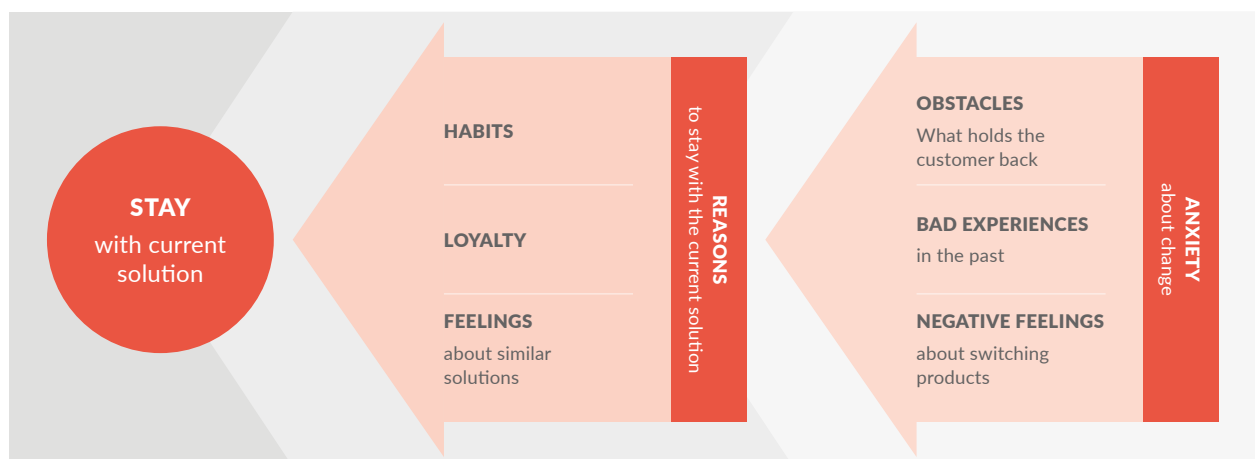 STAY
with current
solution
HABITS
LOYALTY
FEELINGS
about similar
solutions
REASONS
to stay with the current solution
OBSTACLES
What holds the
customer back
BAD EXPERIENCES
in the past
NEGATIVE FEELINGS
about switching
products
ANXIETY
about change